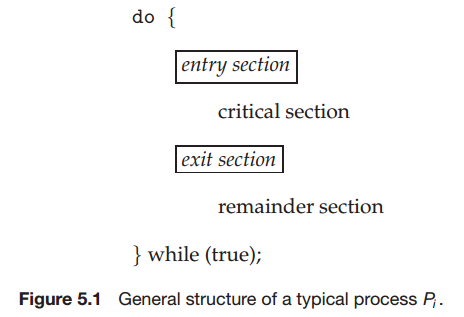 do {
entry section
critical section
exit section
remainder section
} while (true);
Figure 5.1 General structure of a typical process Pi.